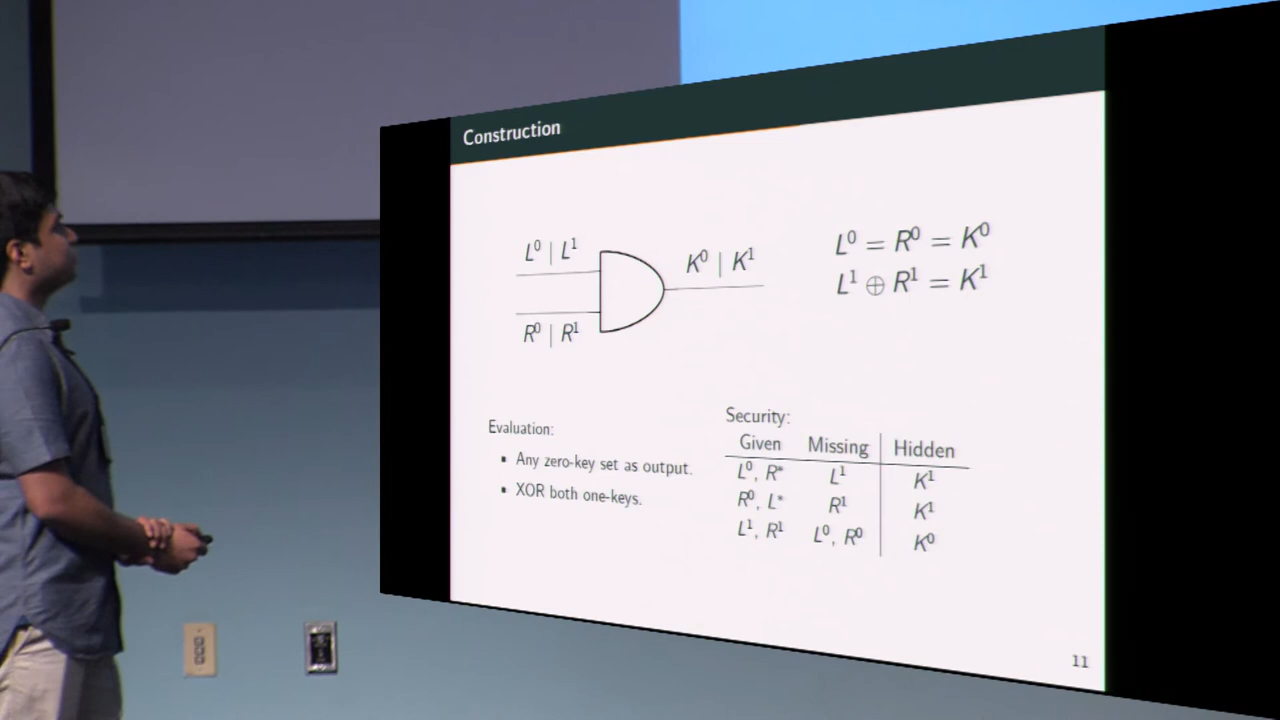 Construction
L⁰ | L¹
K⁰ | K¹
R⁰ | R¹
L⁰ = R⁰ = K⁰
L¹ ⊕ R¹ = K¹
Evaluation:
▪ Any zero-key set as output.
▪ XOR both one-keys.
Security:
Given Missing Hidden
L⁰, R* L¹ K¹
R⁰, L* R¹ K¹
L¹, R¹ L⁰, R⁰ K⁰
11